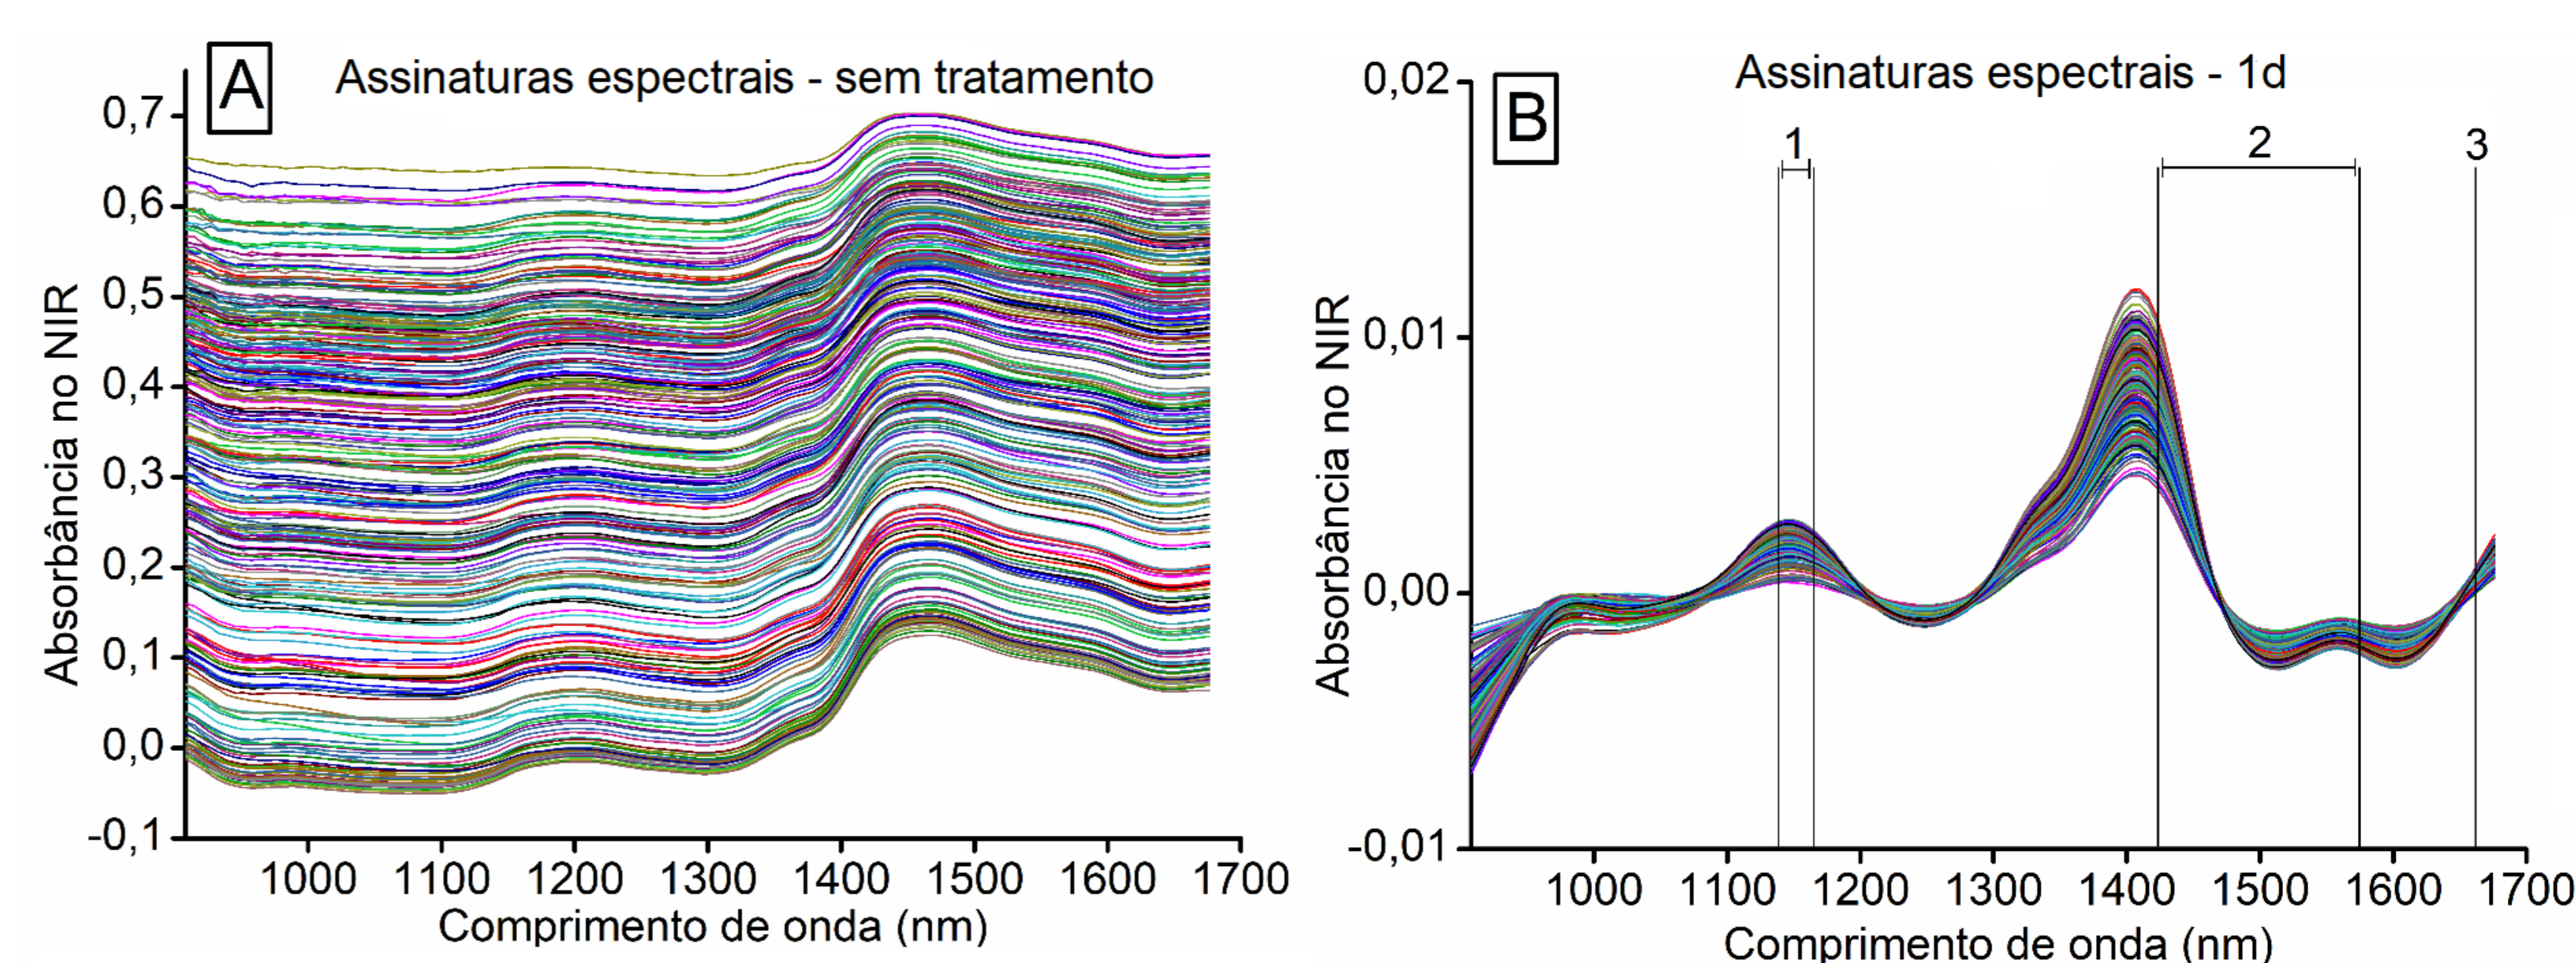 A
Assinaturas espectrais - sem tratamento
Absorbância no NIR
0,7
0,6
0,5
0,4
0,3
0,2
0,1
0,0
-0,1
1000 1100 1200 1300 1400 1500 1600 1700
Comprimento de onda (nm)
B
Assinaturas espectrais - 1d
1
2
3
Absorbância no NIR
0,02
0,01
0,00
-0,01
1000 1100 1200 1300 1400 1500 1600 1700
Comprimento de onda (nm)